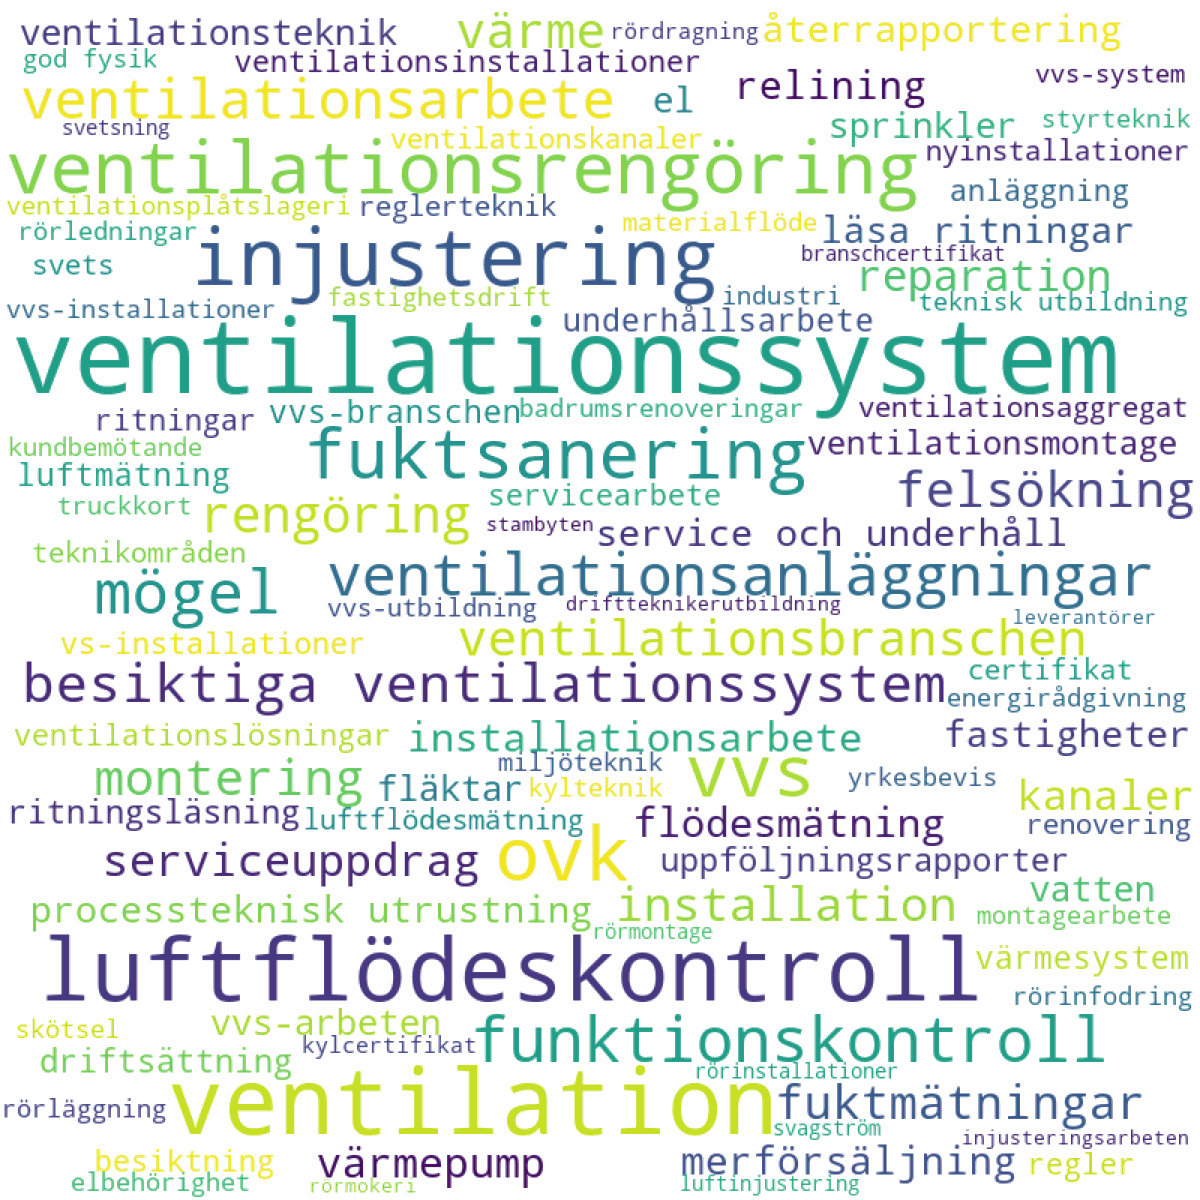 ventilationsteknik
värme
rördragning
återrapportering
god fysik
ventilationsinstallationer
relining
vvs-system
ventilationsarbete
el
sprinkler
styrteknik
svetsning
ventilationskanaler
ventilationsrengöring
nyinstallationer
anläggning
ventilationsplåtslageri
reglerteknik
materialflöde
läsa ritningar
rörledningar
injustering
branschcertifikat
svets
reparation
vvs-installationer
fastighetsdrift
industri
teknisk utbildning
underhållsarbete
ventilationssystem
ritningar
vvs-branschen
badrumsrenoveringar
ventilationsaggregat
kundbemötande
fuktsanering
ventilationsmontage
luftmätning
servicearbete
felsökning
truckkort
rengöring
stambyten
service och underhåll
teknikområden
mögel
ventilationsanläggningar
vvs-utbildning
driftteknikerutbildning
leverantörer
vs-installationer
ventilationsbranschen
besiktiga ventilationssystem
certifikat
energirådgivning
ventilationslösningar
installationsarbete
fastigheter
miljöteknik
vvs
montering
fläktar
kylteknik
yrkesbevis
kanaler
ritningsläsning
luftflödesmätning
flödesmätning
renovering
serviceuppdrag
ovk
uppföljningsrapporter
vatten
processteknisk utrustning
installation
montagearbete
rörmontage
luftflödeskontroll
värmesystem
rörinfodring
skötsel
vvs-arbeten
kylcertifikat
funktionskontroll
driftsättning
rörinstallationer
rörläggning
ventilation
fuktmätningar
svagström
injusteringsarbeten
besiktning
värmepump
merförsäljning
regler
elbehörighet
rörmokeri
luftinjustering